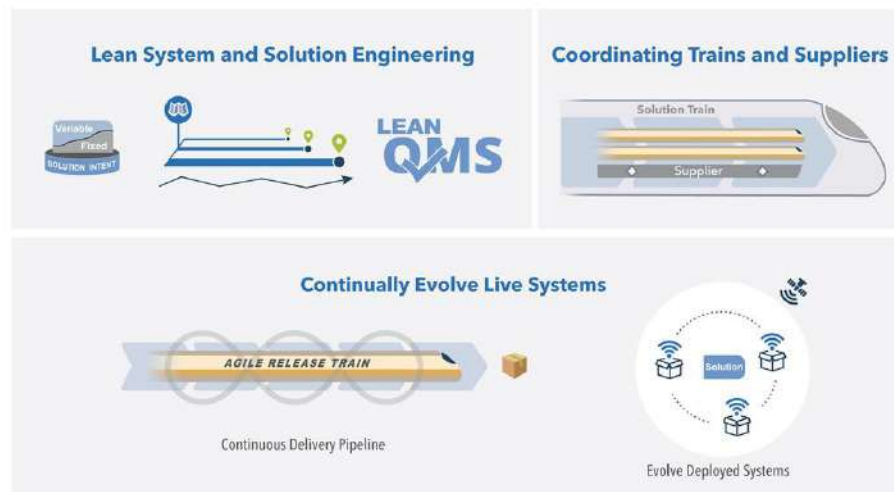 Lean System and Solution Engineering
Variable
Fixed
SOLUTION INTENT
LEAN
QMS
Coordinating Trains and Suppliers
Solution Train
Supplier
Continually Evolve Live Systems
AGILE RELEASE TRAIN
Continuous Delivery Pipeline
Solution
Evolve Deployed Systems